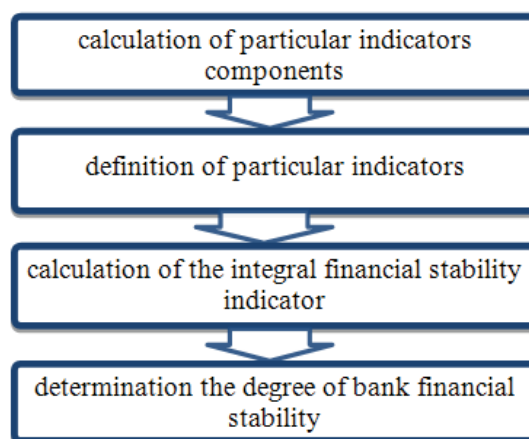 calculation of particular indicators
components
definition of particular indicators
calculation of the integral financial stability
indicator
determination the degree of bank financial
stability